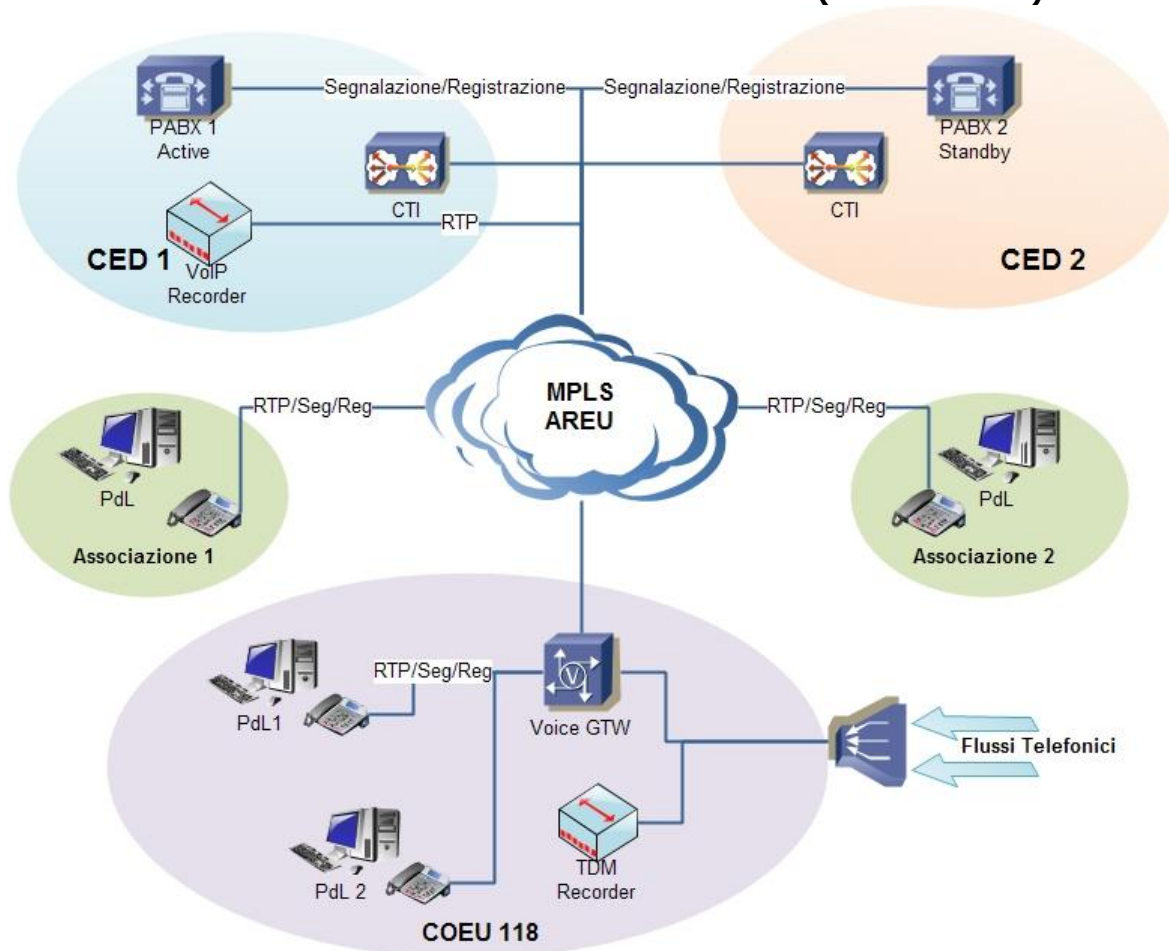 Segnalazione/Registrazione
Segnalazione/Registrazione
PABX 1
Active
PABX 2
Standby
CTI
CTI
RTP
CED 1
VoIP
Recorder
CED 2
MPLS
AREU
RTP/Seg/Reg
RTP/Seg/Reg
PdL
PdL
Associazione 1
Associazione 2
RTP/Seg/Reg
PdL1
Voice GTW
V
Flussi Telefonici
PdL 2
TDM
Recorder
COEU 118